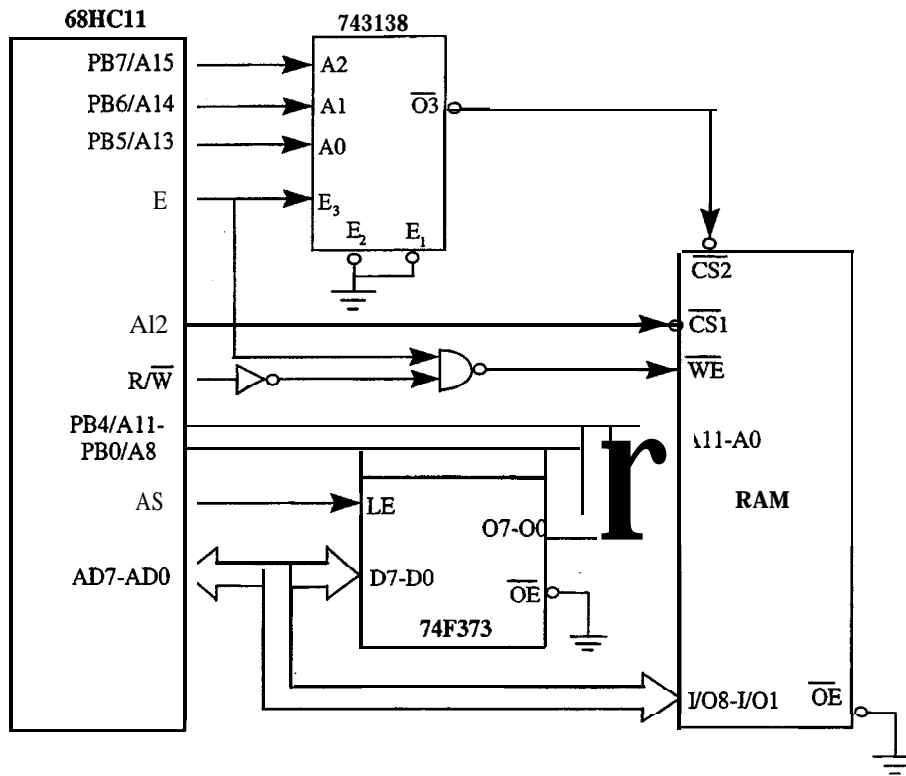 68HC11
743138
PB7/A15
A2
PB6/A14
A1
O3
PB5/A13
A0
E
E3
E2
E1
CS2
A12
CS1
R/W
WE
PB4/A11-
PB0/A8
r
A11-A0
RAM
AS
LE
O7-O0
AD7-AD0
D7-D0
OE
74F373
I/O8-I/O1
OE